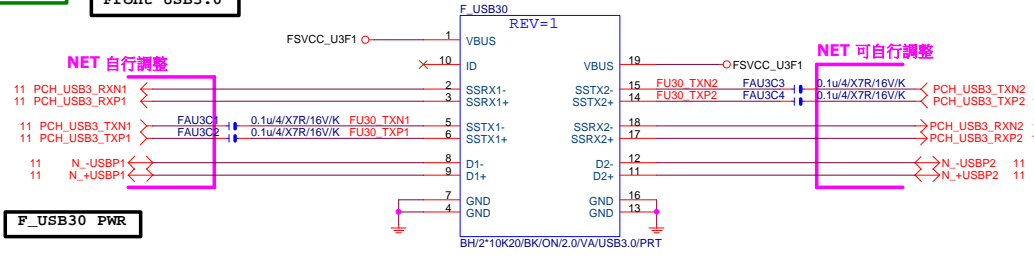 Front USB3.0
F_USB30
REV=1
FSVCC_U3F1
1
VBUS
NET 自行調整
10
ID
NET 可自行調整
VBUS
19
FSVCC_U3F1
11 PCH_USB3_RXN1
2
SSRX1-
11 PCH_USB3_RXP1
3
SSRX1+
SSTX2-
15
FU30_TXN2
FAU3C3
0.1u/4/X7R/16V/K
PCH_USB3_TXN2
SSTX2+
14
FU30_TXP2
FAU3C4
0.1u/4/X7R/16V/K
PCH_USB3_TXP2
11 PCH_USB3_TXN1
FAU3C1
0.1u/4/X7R/16V/K
FU30_TXN1
5
SSTX1-
11 PCH_USB3_TXP1
FAU3C2
0.1u/4/X7R/16V/K
FU30_TXP1
6
SSTX1+
SSRX2-
18
PCH_USB3_RXN2
SSRX2+
17
PCH_USB3_RXP2
11 N_-USBP1
8
D1-
11 N_+USBP1
9
D1+
D2-
12
N_-USBP2 11
D2+
11
N_+USBP2 11
7
GND
4
GND
GND
16
GND
13
F_USB30 PWR
BH/2*10K20/BK/ON/2.0/VA/USB3.0/PRT